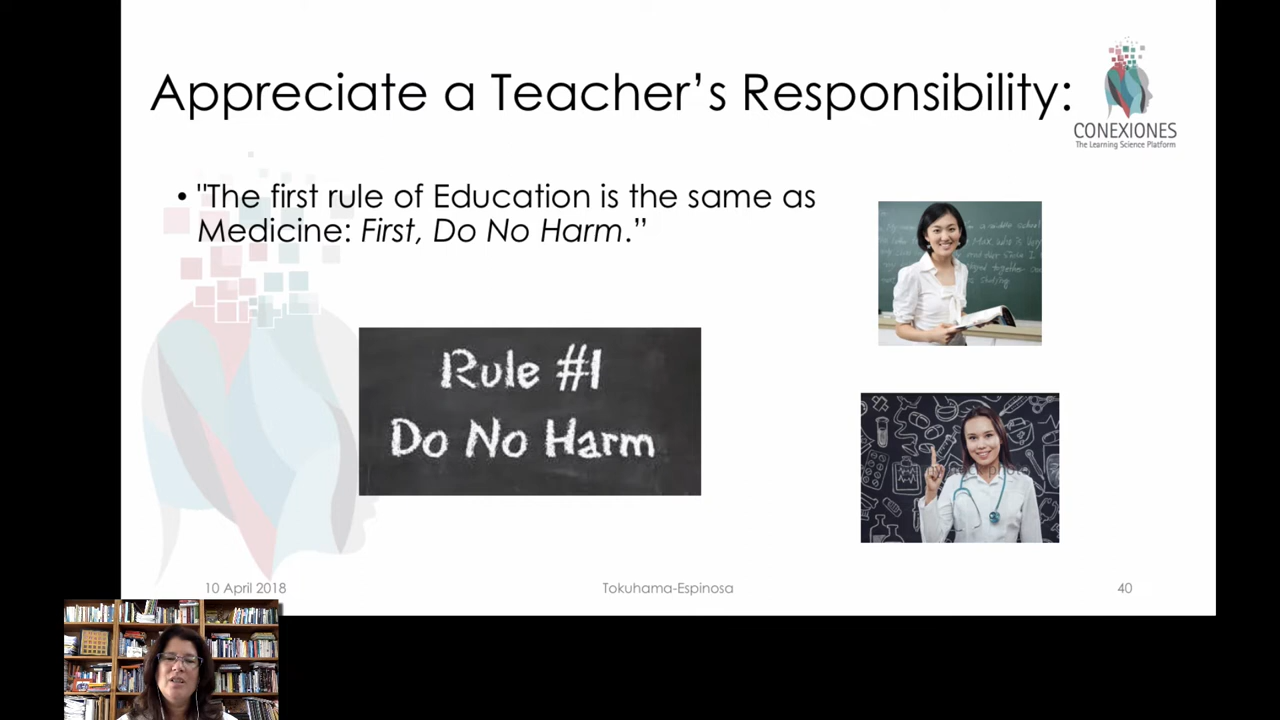 Appreciate a Teacher’s Responsibility:
CONEXIONES
The Learning Science Platform
• "The first rule of Education is the same as
Medicine: First, Do No Harm.”
Rule #1
Do No Harm
10 April 2018
Tokuhama-Espinosa
40